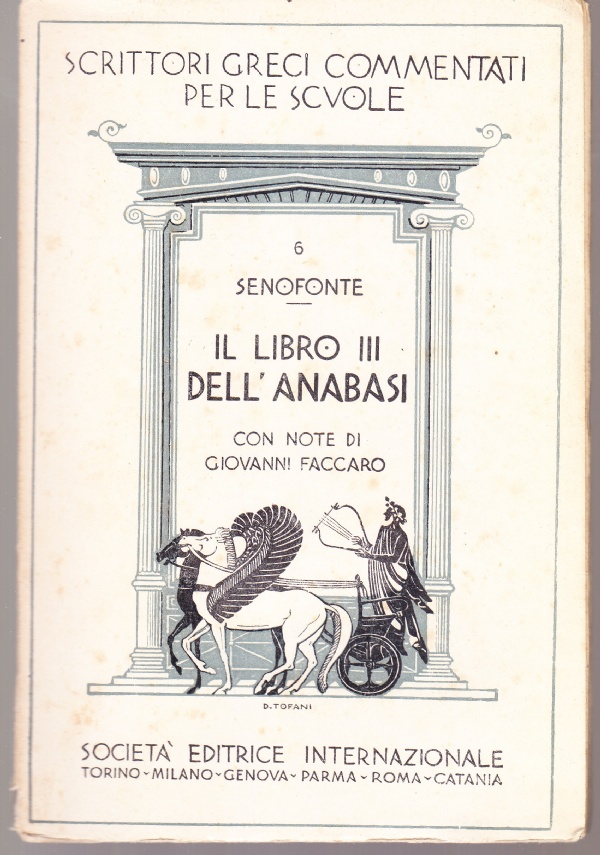 SCRITTORI GRECI COMMENTATI
PER LE SCVOLE
6
SENOFONTE
IL LIBRO III
DELL'ANABASI
CON NOTE DI
GIOVANNI FACCARO
D. TOFANI
SOCIETÀ EDITRICE INTERNAZIONALE
TORINO - MILANO - GENOVA - PARMA - ROMA - CATANIA